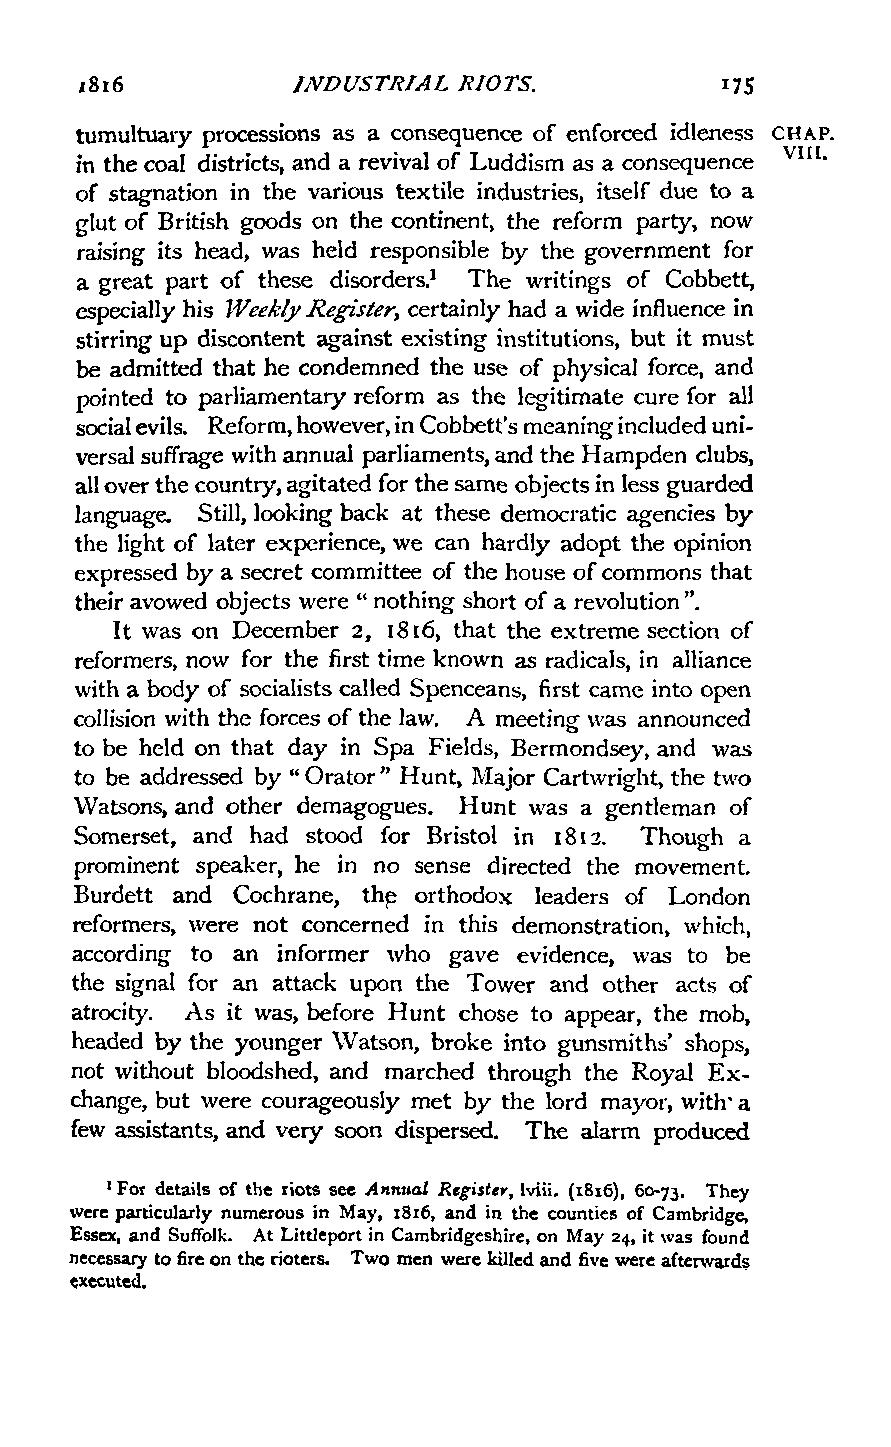 1816 INDUSTRIAL RIOTS. 175
tumultuary processions as a consequence of enforced idleness CHAP.
in the coal districts, and a revival of Luddism as a consequence VIII.
of stagnation in the various textile industries, itself due to a
glut of British goods on the continent, the reform party, now
raising its head, was held responsible by the government for
a great part of these disorders.¹ The writings of Cobbett,
especially his Weekly Register, certainly had a wide influence in
stirring up discontent against existing institutions, but it must
be admitted that he condemned the use of physical force, and
pointed to parliamentary reform as the legitimate cure for all
social evils. Reform, however, in Cobbett's meaning included uni-
versal suffrage with annual parliaments, and the Hampden clubs,
all over the country, agitated for the same objects in less guarded
language. Still, looking back at these democratic agencies by
the light of later experience, we can hardly adopt the opinion
expressed by a secret committee of the house of commons that
their avowed objects were " nothing short of a revolution ".
It was on December 2, 1816, that the extreme section of
reformers, now for the first time known as radicals, in alliance
with a body of socialists called Spenceans, first came into open
collision with the forces of the law. A meeting was announced
to be held on that day in Spa Fields, Bermondsey, and was
to be addressed by " Orator " Hunt, Major Cartwright, the two
Watsons, and other demagogues. Hunt was a gentleman of
Somerset, and had stood for Bristol in 1812. Though a
prominent speaker, he in no sense directed the movement.
Burdett and Cochrane, the orthodox leaders of London
reformers, were not concerned in this demonstration, which,
according to an informer who gave evidence, was to be
the signal for an attack upon the Tower and other acts of
atrocity. As it was, before Hunt chose to appear, the mob,
headed by the younger Watson, broke into gunsmiths' shops,
not without bloodshed, and marched through the Royal Ex-
change, but were courageously met by the lord mayor, with a
few assistants, and very soon dispersed. The alarm produced
¹ For details of the riots see Annual Register, lviii. (1816), 60-73. They
were particularly numerous in May, 1816, and in the counties of Cambridge,
Essex, and Suffolk. At Littleport in Cambridgeshire, on May 24, it was found
necessary to fire on the rioters. Two men were killed and five were afterwards
executed.